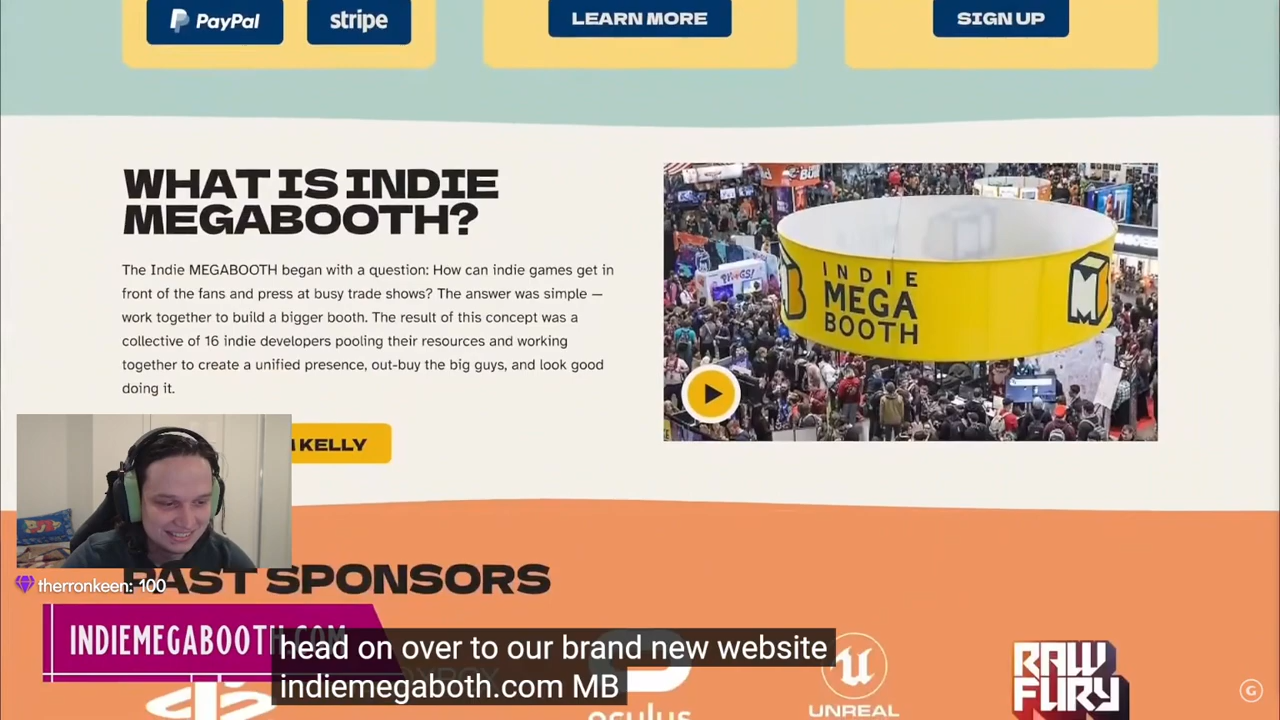 PayPal
stripe
LEARN MORE
SIGN UP
WHAT IS INDIE
MEGABOOTH?
The Indie MEGABOOTH began with a question: How can indie games get in
front of the fans and press at busy trade shows? The answer was simple —
work together to build a bigger booth. The result of this concept was a
collective of 16 indie developers pooling their resources and working
together to create a unified presence, out-buy the big guys, and look good
doing it.
INDIE
MEGA
BOOTH
KELLY
PAST SPONSORS
therronkeen: 100
INDIEMEGABOOTH.COM
head on over to our brand new website
indiemegaboth.com MB
oculus
UNREAL
RAW
FURY
G